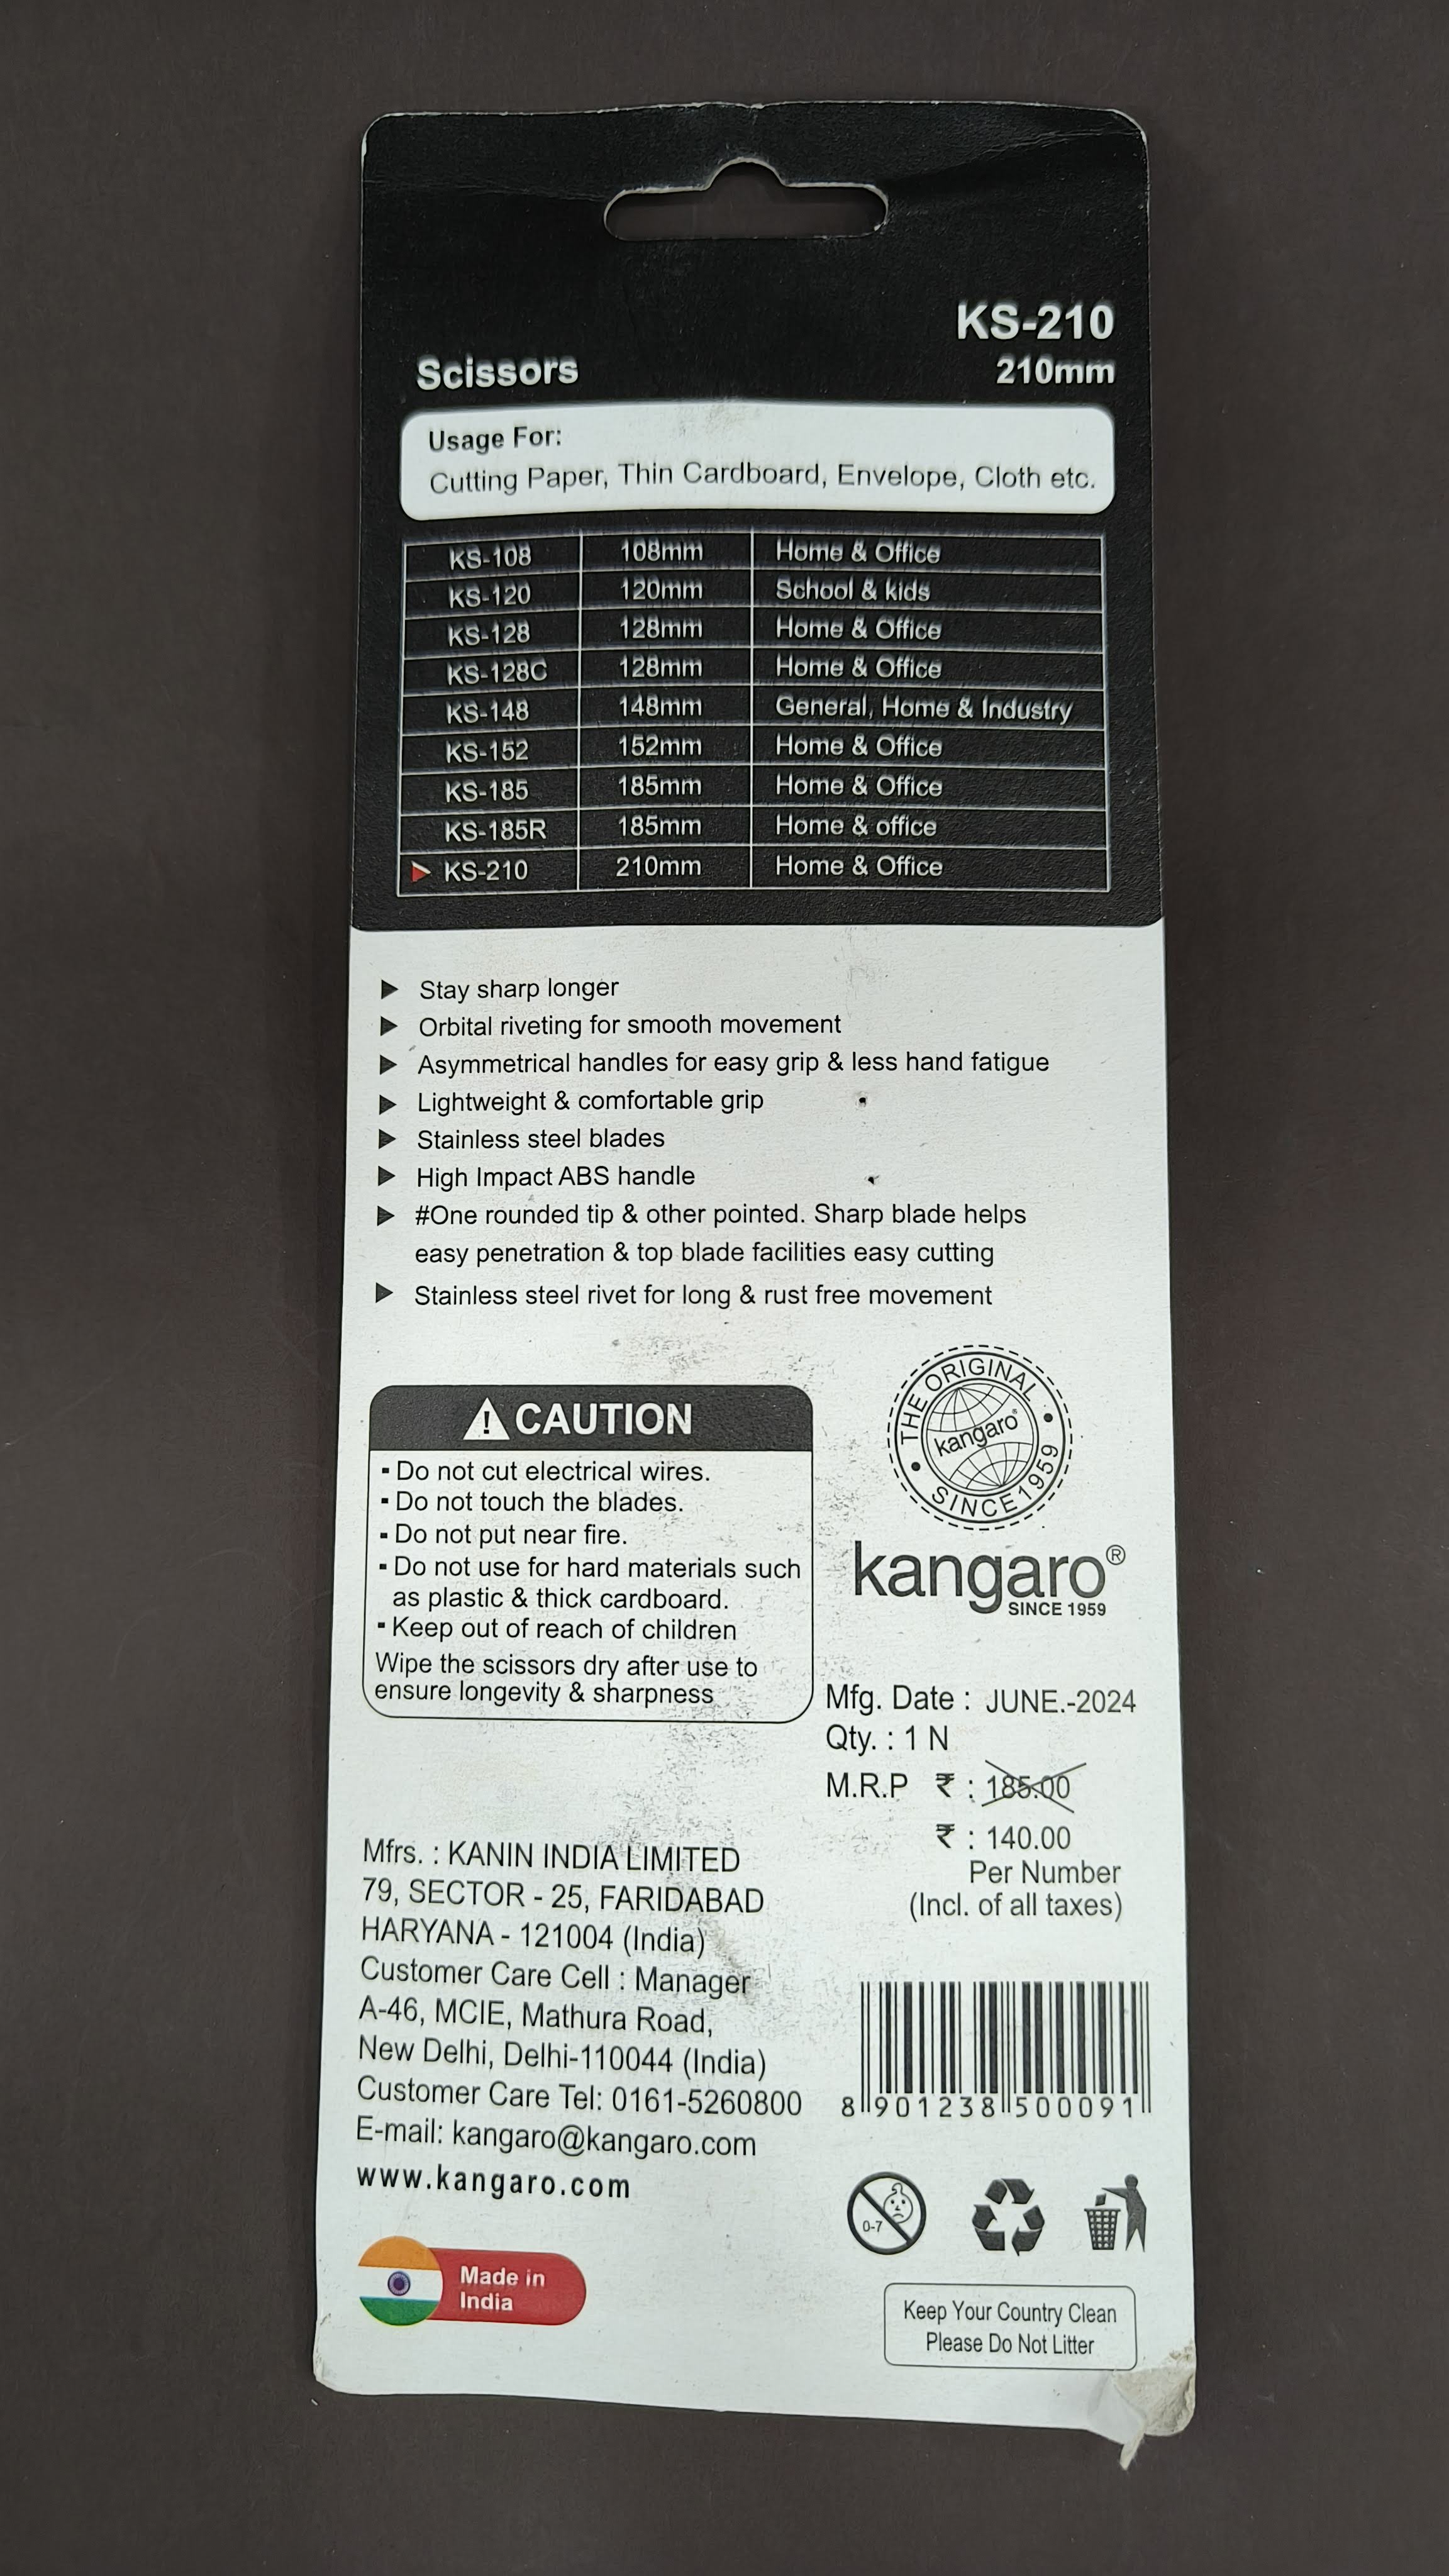 KS-210
Scissors 210mm
Usage For:
Cutting Paper, Thin Cardboard, Envelope, Cloth etc.
KS-108 108mm Home & Office
KS-120 120mm School & kids
KS-128 128mm Home & Office
KS-128C 128mm Home & Office
KS-148 148mm General, Home & Industry
KS-152 152mm Home & Office
KS-185 185mm Home & Office
KS-185R 185mm Home & office
KS-210 210mm Home & Office
Stay sharp longer
Orbital riveting for smooth movement
Asymmetrical handles for easy grip & less hand fatigue
Lightweight & comfortable grip
Stainless steel blades
High Impact ABS handle
#One rounded tip & other pointed. Sharp blade helps
easy penetration & top blade facilities easy cutting
Stainless steel rivet for long & rust free movement
CAUTION
Do not cut electrical wires.
Do not touch the blades.
Do not put near fire.
Do not use for hard materials such
as plastic & thick cardboard.
Keep out of reach of children
Wipe the scissors dry after use to
ensure longevity & sharpness
THE ORIGINAL
kangaro®
SINCE 1959
kangaro®
SINCE 1959
Mfg. Date : JUNE.-2024
Qty. : 1 N
M.R.P ₹ : 185.00
₹ : 140.00
Per Number
(Incl. of all taxes)
Mfrs. : KANIN INDIA LIMITED
79, SECTOR - 25, FARIDABAD
HARYANA - 121004 (India)
Customer Care Cell : Manager
A-46, MCIE, Mathura Road,
New Delhi, Delhi-110044 (India)
Customer Care Tel: 0161-5260800
E-mail: kangaro@kangaro.com
www.kangaro.com
8 901238 500091
0-7
Made in
India
Keep Your Country Clean
Please Do Not Litter